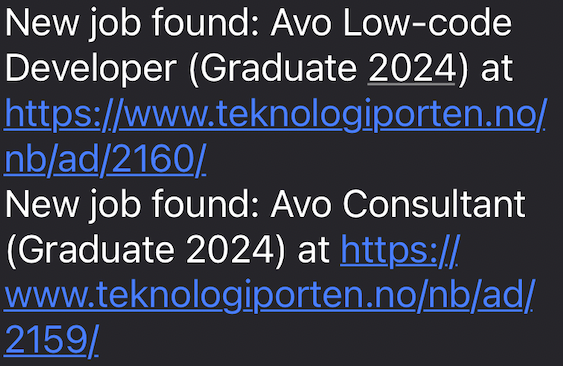 New job found: Avo Low-code
Developer (Graduate 2024) at
https://www.teknologiporten.no/
nb/ad/2160/
New job found: Avo Consultant
(Graduate 2024) at https://
www.teknologiporten.no/nb/ad/
2159/